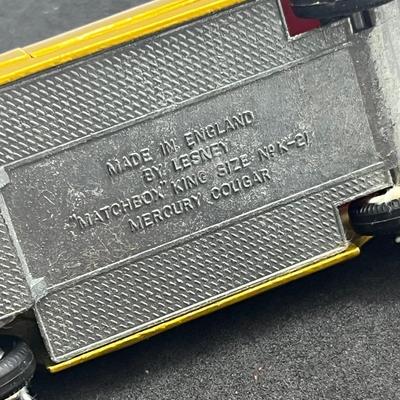 MADE IN ENGLAND
BY LESNEY
"MATCHBOX" KING SIZE Nº K-21
MERCURY COUGAR